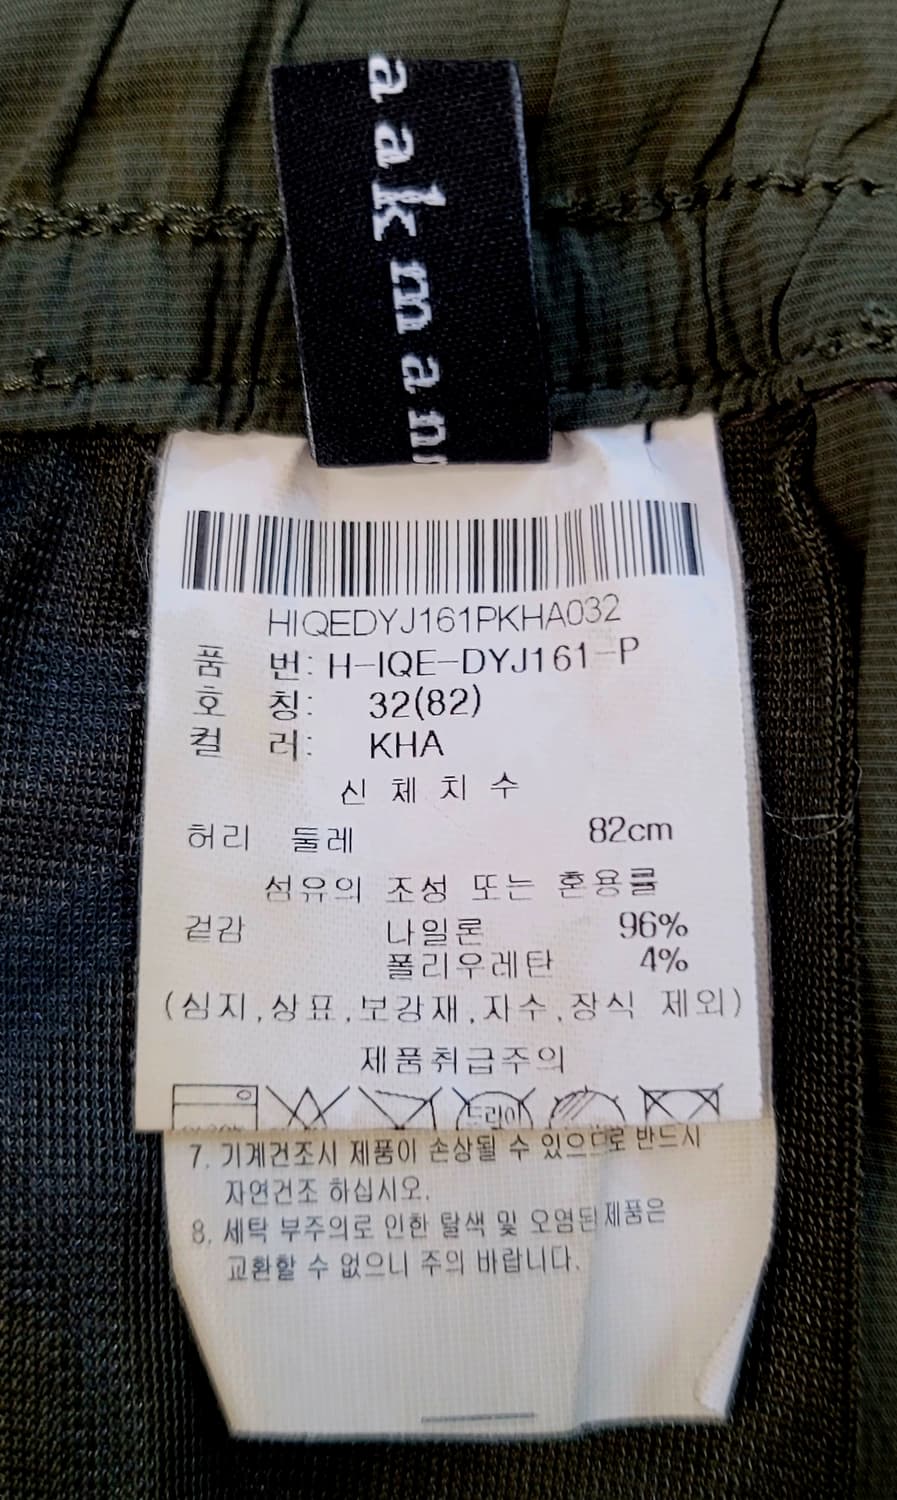 aakmann
HIQEDYJ161PKHA032
품 번: H-IQE-DYJ161-P
호 칭: 32(82)
컬 러: KHA
신 체 치 수
허리 둘레 82cm
섬유의 조성 또는 혼용률
겉감 나일론 96%
폴리우레탄 4%
(심지,상표,보강재,자수,장식 제외)
제품취급주의
드라이
7. 기계건조시 제품이 손상될 수 있으므로 반드시
자연건조 하십시오.
8. 세탁 부주의로 인한 탈색 및 오염된 제품은
교환할 수 없으니 주의 바랍니다.